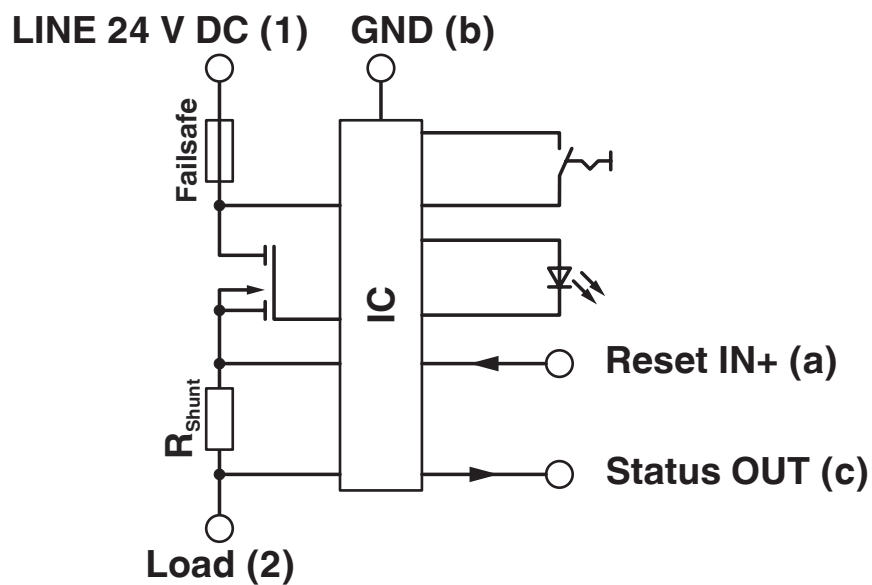 LINE 24 V DC (1)
GND (b)
Failsafe
IC
Reset IN+ (a)
RShunt
Status OUT (c)
Load (2)